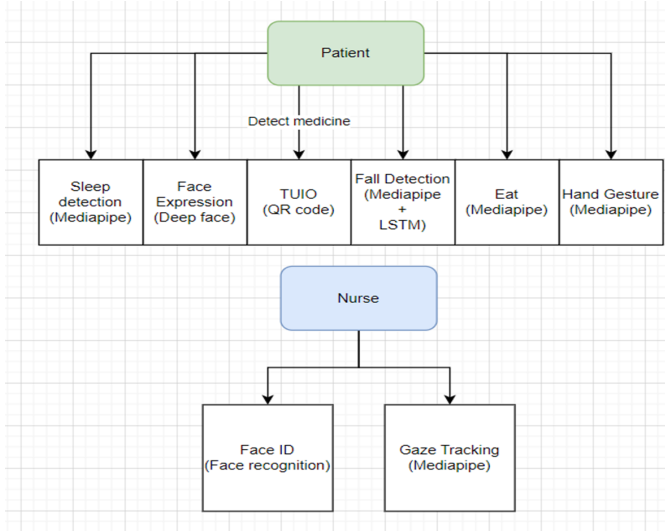 Patient
Detect medicine
Sleep
detection
(Mediapipe)
Face
Expression
(Deep face)
TUIO
(QR code)
Fall Detection
(Mediapipe
+
LSTM)
Eat
(Mediapipe)
Hand Gesture
(Mediapipe)
Nurse
Face ID
(Face recognition)
Gaze Tracking
(Mediapipe)